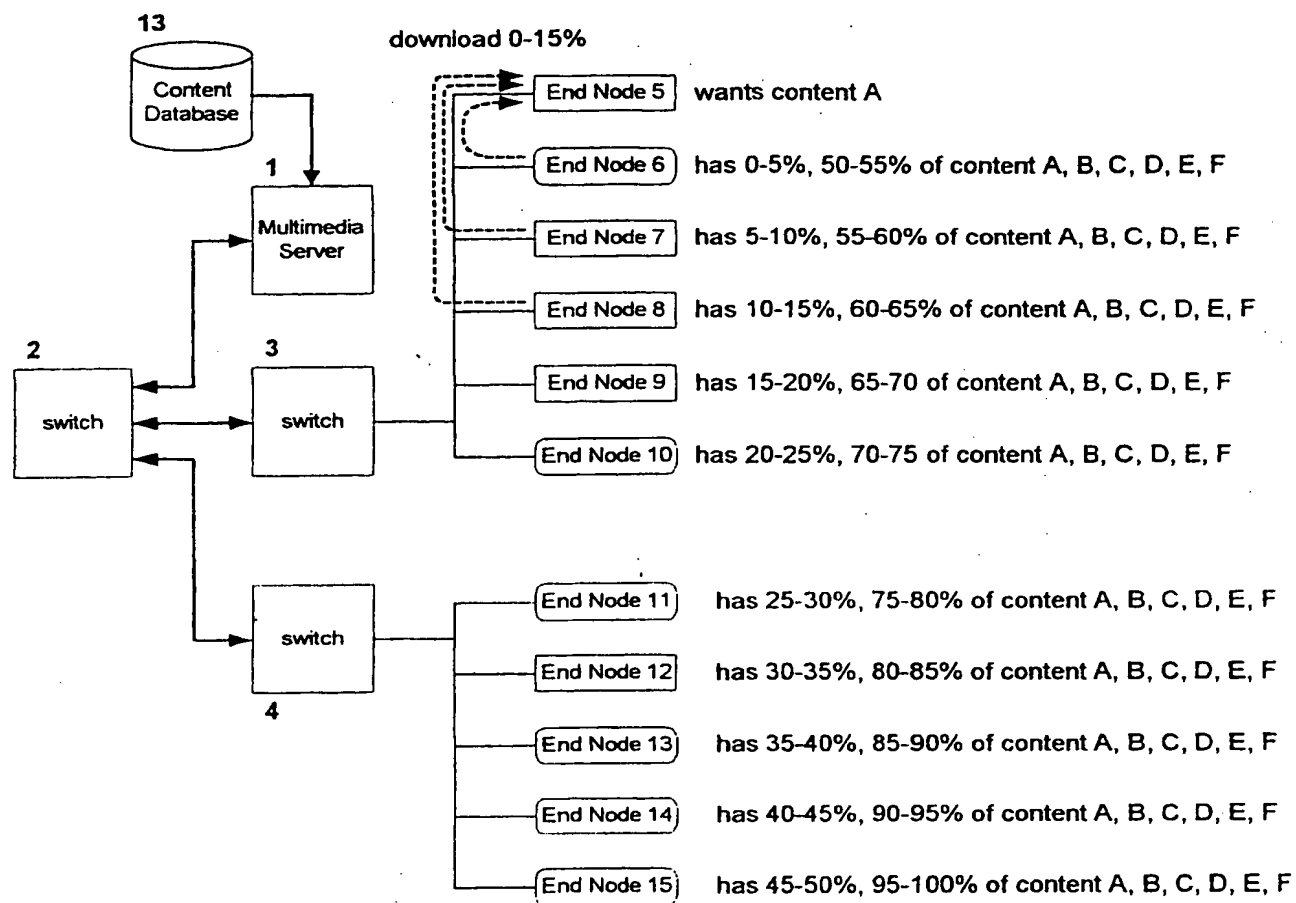 13
download 0-15%
Content
Database
End Node 5 wants content A
1
End Node 6 has 0-5%, 50-55% of content A, B, C, D, E, F
Multimedia
Server
End Node 7 has 5-10%, 55-60% of content A, B, C, D, E, F
End Node 8 has 10-15%, 60-65% of content A, B, C, D, E, F
2
3
End Node 9 has 15-20%, 65-70 of content A, B, C, D, E, F
switch
switch
End Node 10 has 20-25%, 70-75 of content A, B, C, D, E, F
End Node 11 has 25-30%, 75-80% of content A, B, C, D, E, F
switch
End Node 12 has 30-35%, 80-85% of content A, B, C, D, E, F
4
End Node 13 has 35-40%, 85-90% of content A, B, C, D, E, F
End Node 14 has 40-45%, 90-95% of content A, B, C, D, E, F
End Node 15 has 45-50%, 95-100% of content A, B, C, D, E, F